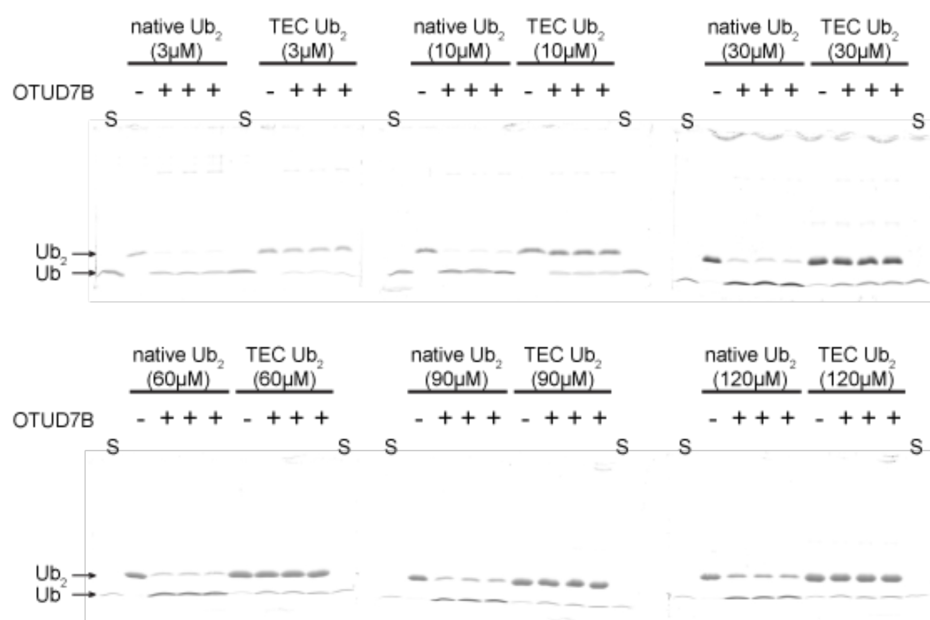 native Ub2 TEC Ub2 native Ub2 TEC Ub2 native Ub2 TEC Ub2
(3µM) (3µM) (10µM) (10µM) (30µM) (30µM)
OTUD7B - + + + - + + + - + + + - + + + - + + + - + + +
S S S S S S
Ub2
Ub
native Ub2 TEC Ub2 native Ub2 TEC Ub2 native Ub2 TEC Ub2
(60µM) (60µM) (90µM) (90µM) (120µM) (120µM)
OTUD7B - + + + - + + + - + + + - + + + - + + + - + + +
S S S S S S
Ub2
Ub